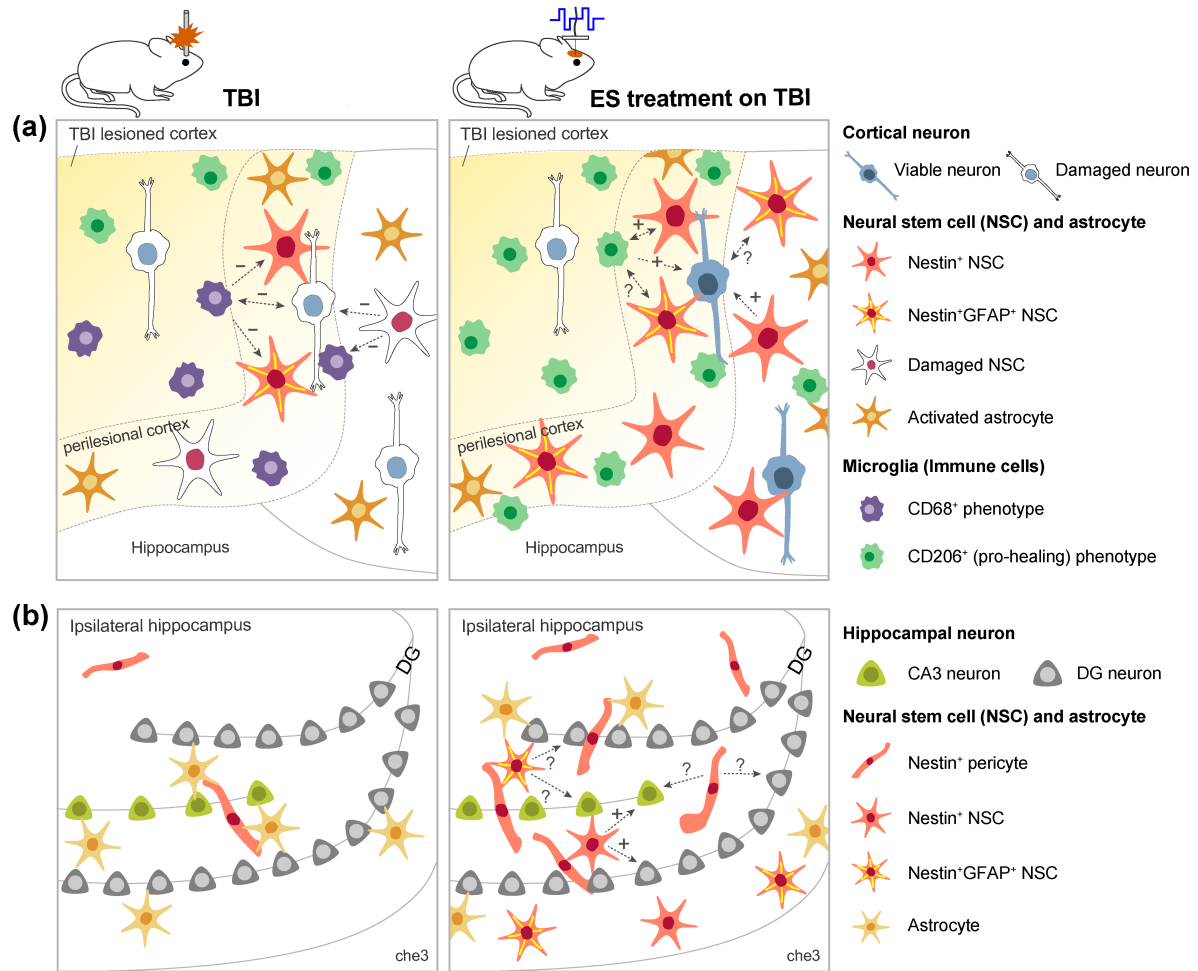 TBI
ES treatment on TBI
(a)
TBI lesioned cortex
−
−
−
−
−
perilesional cortex
Hippocampus
TBI lesioned cortex
+
+
?
?
+
perilesional cortex
Hippocampus
Cortical neuron
Viable neuron
Damaged neuron
Neural stem cell (NSC) and astrocyte
Nestin⁺ NSC
Nestin⁺GFAP⁺ NSC
Damaged NSC
Activated astrocyte
Microglia (Immune cells)
CD68⁺ phenotype
CD206⁺ (pro-healing) phenotype
(b)
Ipsilateral hippocampus
DG
che3
Ipsilateral hippocampus
DG
?
?
?
?
+
+
che3
Hippocampal neuron
CA3 neuron
DG neuron
Neural stem cell (NSC) and astrocyte
Nestin⁺ pericyte
Nestin⁺ NSC
Nestin⁺GFAP⁺ NSC
Astrocyte